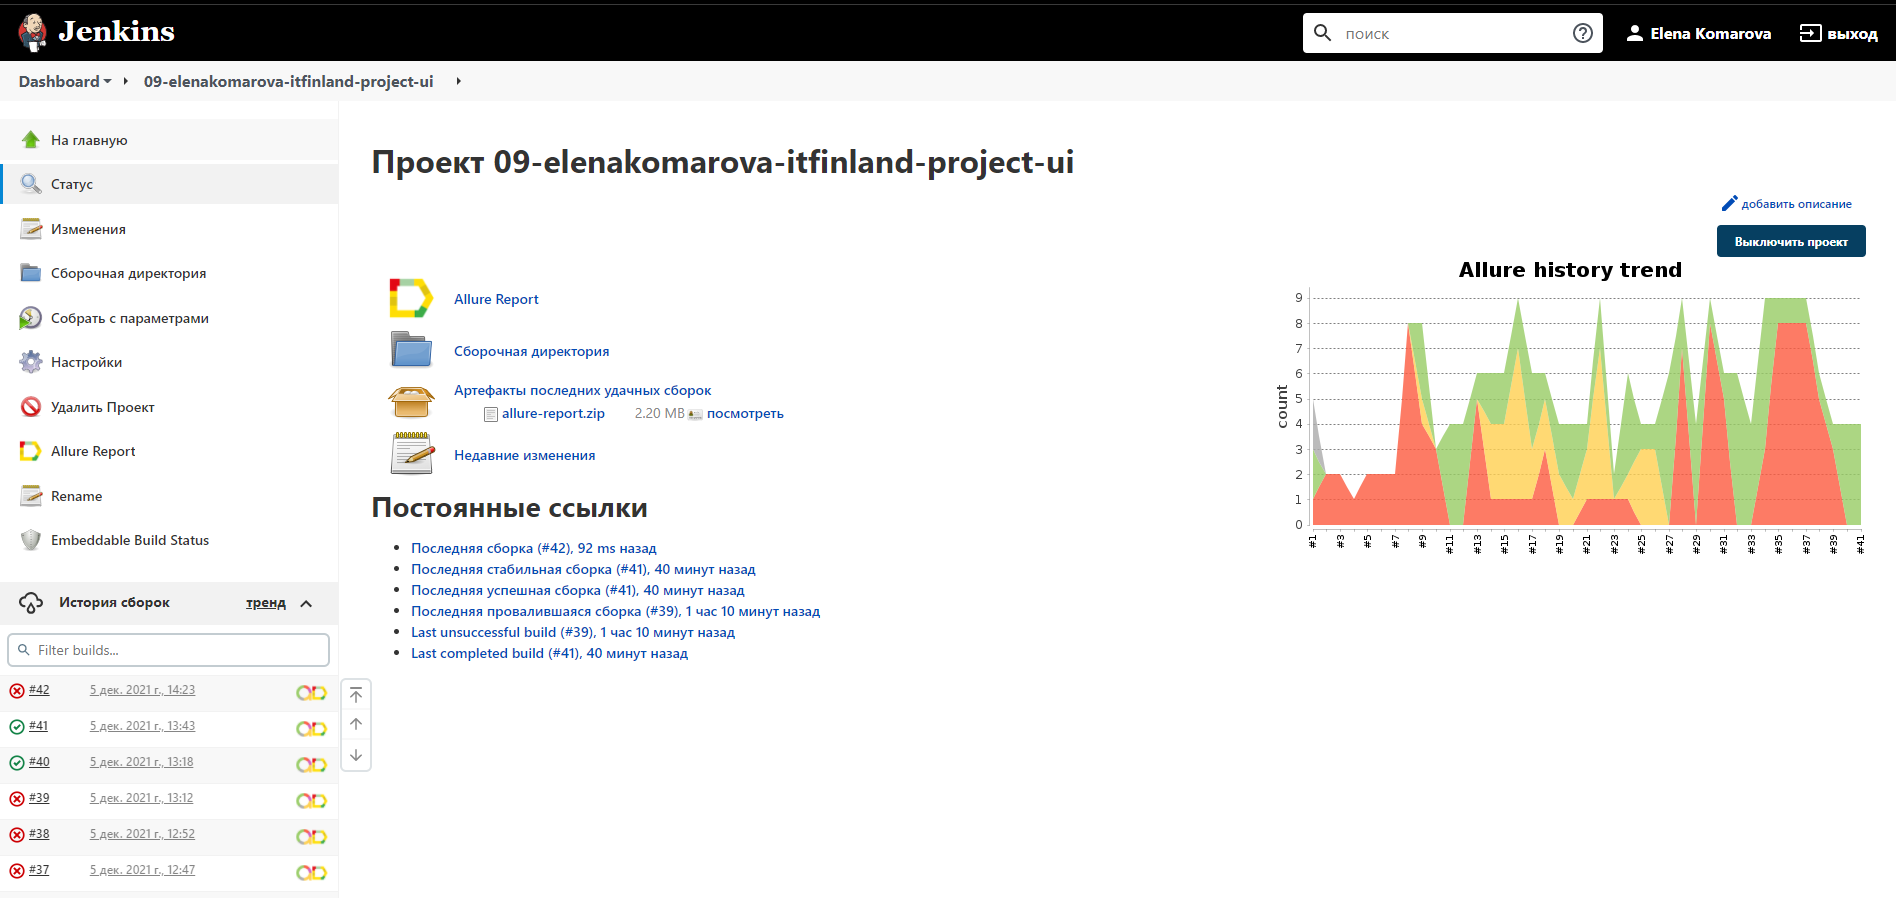 Jenkins
поиск
Elena Komarova
выход
Dashboard
09-elenakomarova-itfinland-project-ui
На главную
Статус
Изменения
Сборочная директория
Собрать с параметрами
Настройки
Удалить Проект
Allure Report
Rename
Embeddable Build Status
История сборок
тренд
Filter builds...
#42 5 дек. 2021 г., 14:23
#41 5 дек. 2021 г., 13:43
#40 5 дек. 2021 г., 13:18
#39 5 дек. 2021 г., 13:12
#38 5 дек. 2021 г., 12:52
#37 5 дек. 2021 г., 12:47
Проект 09-elenakomarova-itfinland-project-ui
добавить описание
Выключить проект
Allure Report
Сборочная директория
Артефакты последних удачных сборок
allure-report.zip 2.20 MB посмотреть
Недавние изменения
Постоянные ссылки
Последняя сборка (#42), 92 ms назад
Последняя стабильная сборка (#41), 40 минут назад
Последняя успешная сборка (#41), 40 минут назад
Последняя провалившаяся сборка (#39), 1 час 10 минут назад
Last unsuccessful build (#39), 1 час 10 минут назад
Last completed build (#41), 40 минут назад
Allure history trend
count
9
8
7
6
5
4
3
2
1
0
#1 #3 #5 #7 #9 #11 #13 #15 #17 #19 #21 #23 #25 #27 #29 #31 #33 #35 #37 #39 #41